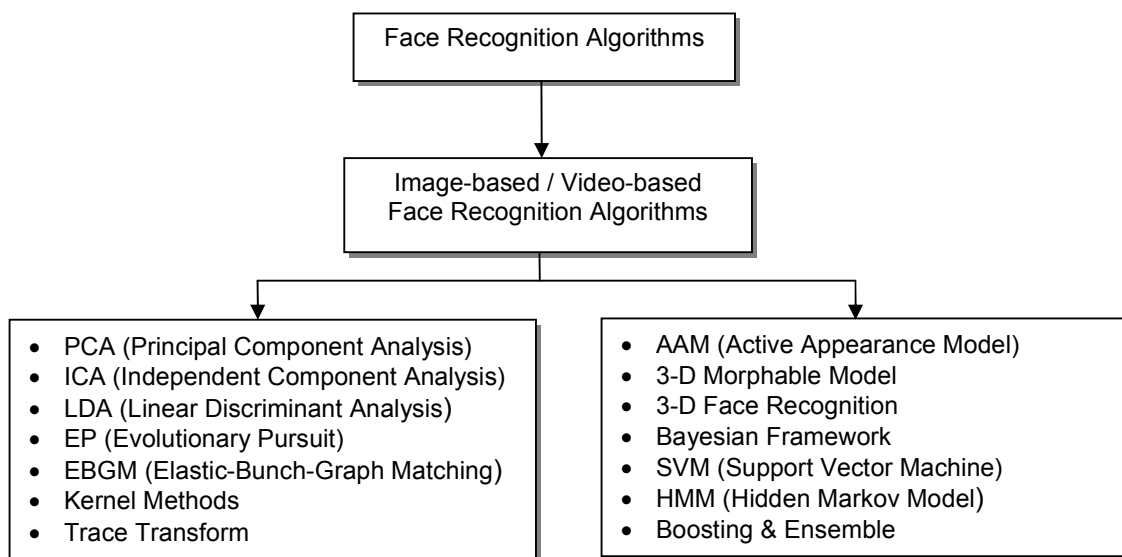 Face Recognition Algorithms
Image-based / Video-based
Face Recognition Algorithms
• PCA (Principal Component Analysis)
• ICA (Independent Component Analysis)
• LDA (Linear Discriminant Analysis)
• EP (Evolutionary Pursuit)
• EBGM (Elastic-Bunch-Graph Matching)
• Kernel Methods
• Trace Transform
• AAM (Active Appearance Model)
• 3-D Morphable Model
• 3-D Face Recognition
• Bayesian Framework
• SVM (Support Vector Machine)
• HMM (Hidden Markov Model)
• Boosting & Ensemble